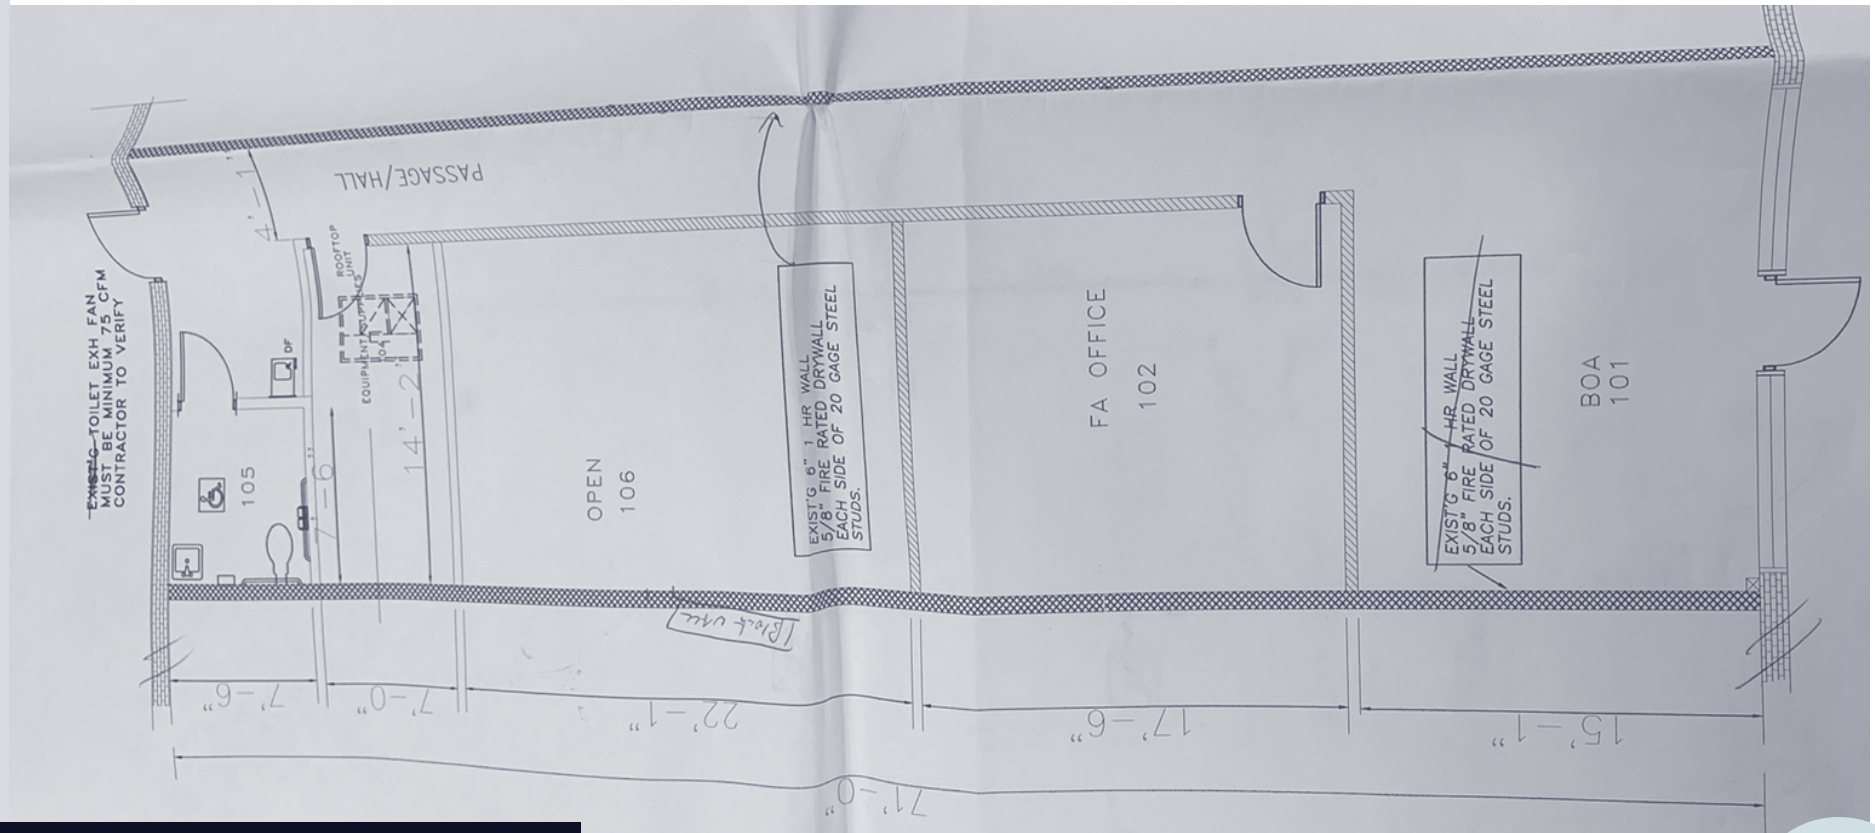 EXIST'G TOILET EXH FAN
MUST BE MINIMUM 75 CFM
CONTRACTOR TO VERIFY
4'-1"
PASSAGE/HALL
ROOFTOP
UNIT
EQUIPMENT/SUPPLIES
DF
105
7'-6"
14'-2"
OPEN
106
EXIST'G 6" 1 HR WALL
5/8" FIRE RATED DRYWALL
EACH SIDE OF 20 GAGE STEEL
STUDS.
FA OFFICE
102
EXIST'G 6" 1 HR WALL
5/8" FIRE RATED DRYWALL
EACH SIDE OF 20 GAGE STEEL
STUDS.
BOA
101
Block
7'-6"
7'-0"
22'-1"
17'-6"
15'-1"
71'-0"